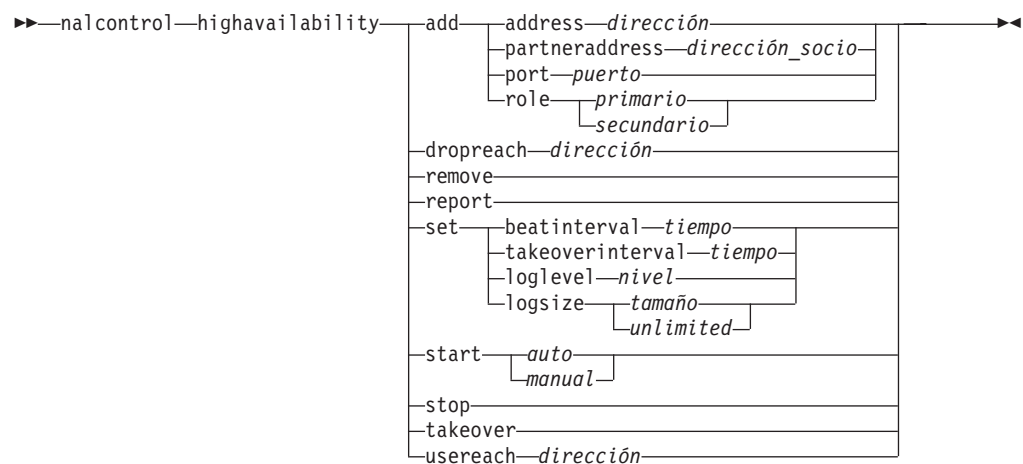 nalcontrol highavailability add address dirección
partneraddress dirección_socio
port puerto
role primario
secundario
dropreach dirección
remove
report
set beatinterval tiempo
takeoverinterval tiempo
loglevel nivel
logsize tamaño
unlimited
start auto
manual
stop
takeover
usereach dirección